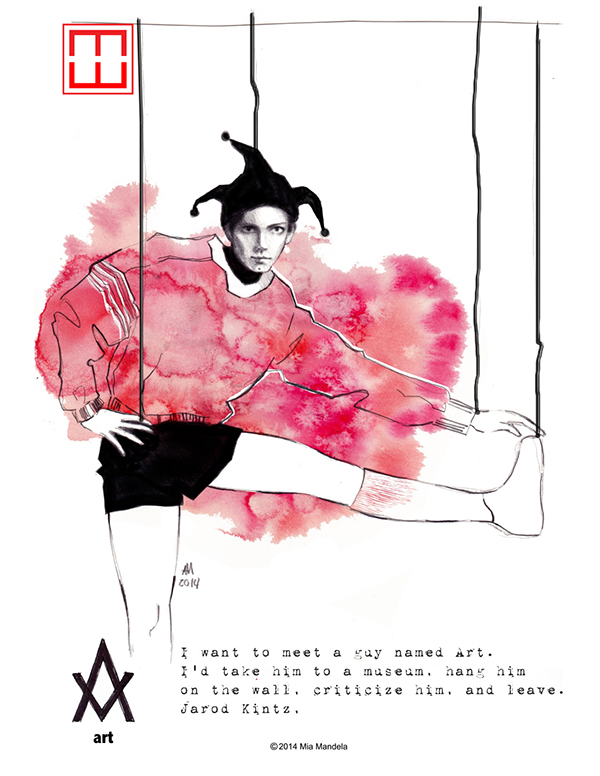 AM
2014
I want to meet a guy named Art.
I'd take him to a museum, hang him
on the wall, criticize him, and leave.
Jarod Kintz.
art
©2014 Mia Mandela